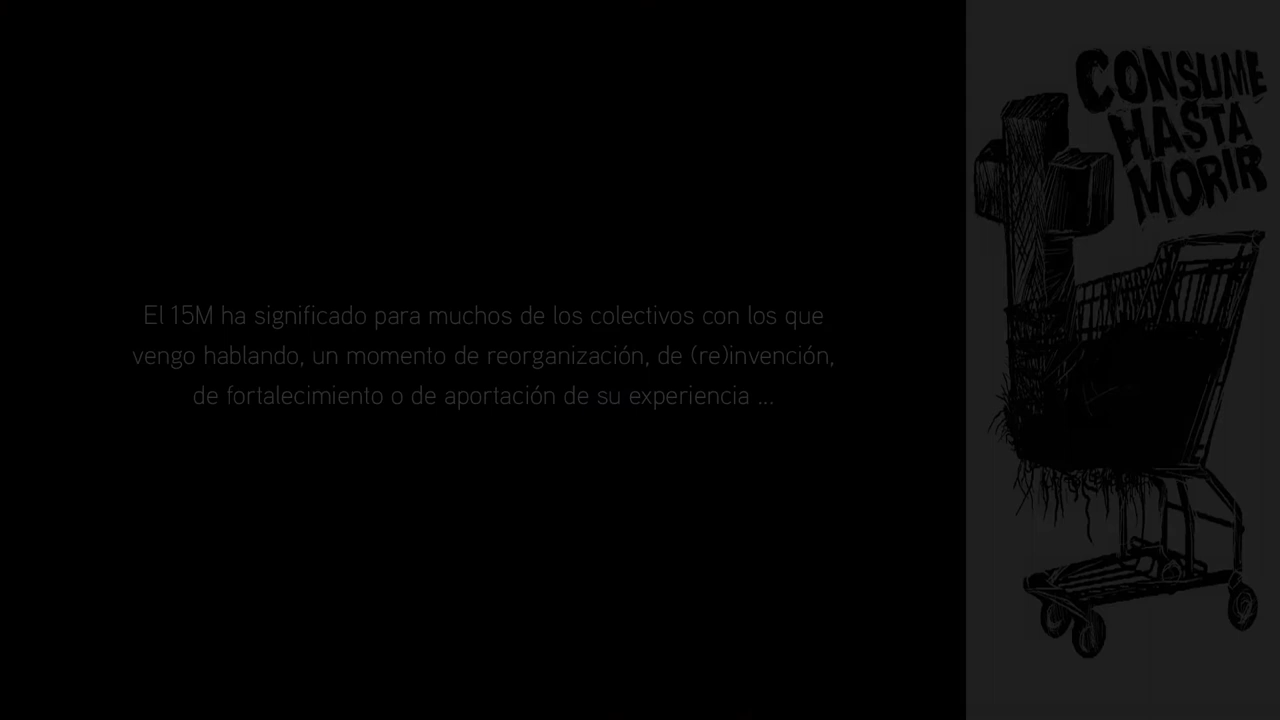 El 15M ha significado para muchos de los colectivos con los que
vengo hablando, un momento de reorganización, de (re)invención,
de fortalecimiento o de aportación de su experiencia ...
CONSUME
HASTA
MORIR